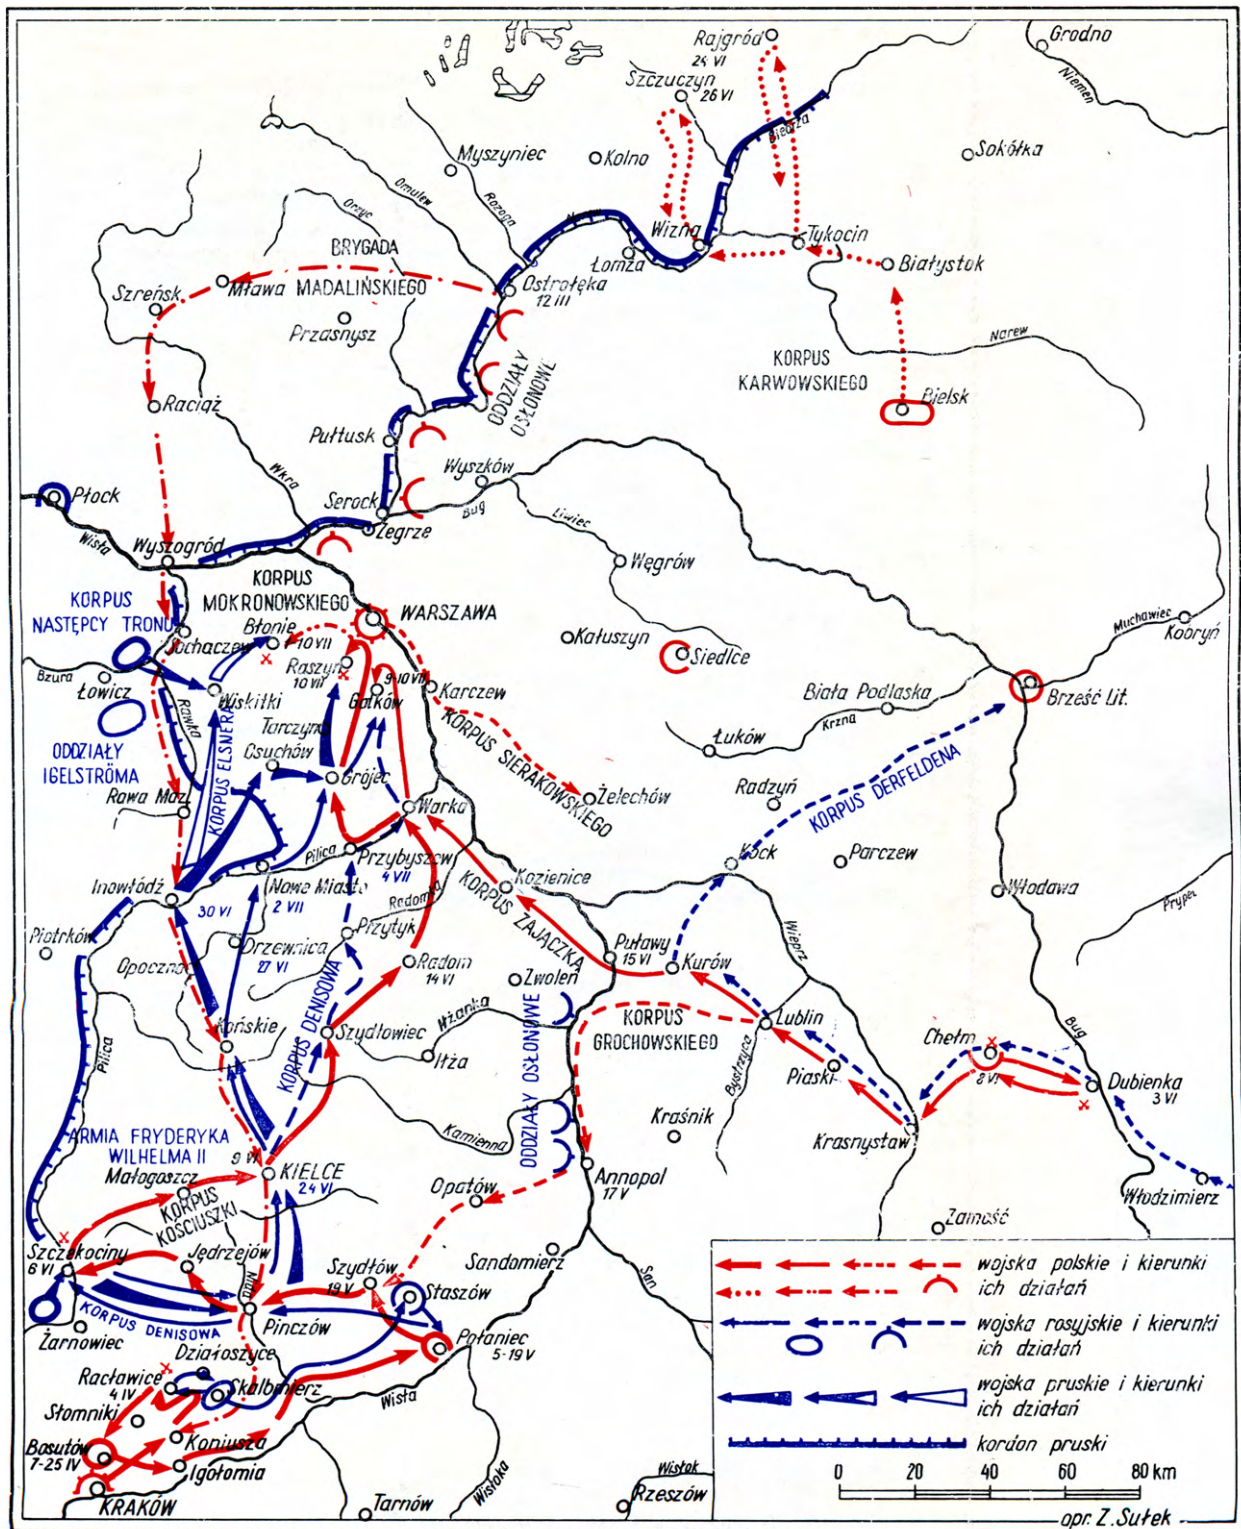 Rajgród
24 VI
Grodno
Niemen
Szczuczyn
26 VI
Biebrza
Myszyniec
Kolno
Sokółka
Omulew
Rozoga
Orzyc
Narew
Wizna
Tykocin
Łomża
Białystok
BRYGADA
MADALIŃSKIEGO
Mława
Szreńsk
Ostrołęka
12 III
Przasnysz
Narew
KORPUS
KARWOWSKIEGO
Bielsk
ODDZIAŁY
OSŁONOWE
Raciąż
Pułtusk
Wkra
Wyszków
Płock
Serock
Bug
Liwiec
Zegrze
Wisła
Wyszogród
Węgrów
KORPUS
MOKRONOWSKIEGO
WARSZAWA
KORPUS
NASTĘPCY TRONU
Sochaczew
Błonie
7-10 VII
Kałuszyn
Siedlce
Muchawiec
Kobryń
Raszyn
10 VII
9-10 VII
Bzura
Łowicz
Wiskitki
Gałków
Karczew
Biała Podlaska
Krzna
Brześć Lit.
Rawka
Tarczyn
Osuchów
KORPUS SIERAKOWSKIEGO
Łuków
ODDZIAŁY
IGELSTRÖMA
KORPUS ELSNERA
Grójec
Żelechów
Radzyń
KORPUS DERFELDENA
Rawa Maz.
Warka
Pilica
Przybyszew
4 VII
Kock
Parczew
Inowłódź
30 VI
Nowe Miasto
2 VII
Radomka
Kozienice
KORPUS ZAJĄCZKA
Włodawa
Prypeć
Piotrków
Opoczno
Drzewnica
27 VI
Przytyk
Radom
14 VI
Zwoleń
Puławy
15 VI
Kurów
Wieprz
KORPUS DENISOWA
Końskie
Szydłowiec
Iłżanka
Iłża
ODDZIAŁY OSŁONOWE
KORPUS
GROCHOWSKIEGO
Lublin
Bystrzyca
Piaski
Chełm
8 VI
Bug
Dubienka
3 VI
Pilica
Krasnystaw
Kraśnik
Kamienna
ARMIA FRYDERYKA
WILHELMA II
9 VI
KIELCE
24 VI
Małogoszcz
KORPUS
KOŚCIUSZKI
Annopol
17 V
Opatów
Włodzimierz
Zamość
Szczekociny
6 VI
Jędrzejów
Nida
Szydłów
19 V
Sandomierz
San
Staszów
KORPUS DENISOWA
Pińczów
Żarnowiec
Działoszyce
Połaniec
5-19 V
Racławice
4 IV
Skalbmierz
Wisła
Słomniki
Bosutów
7-25 IV
Koniusza
Igołomia
KRAKÓW
Tarnów
Wisłoka
Wisłok
Rzeszów
wojska polskie i kierunki
ich działań
wojska rosyjskie i kierunki
ich działań
wojska pruskie i kierunki
ich działań
kordon pruski
0 20 40 60 80 km
opr. Z. Sułek